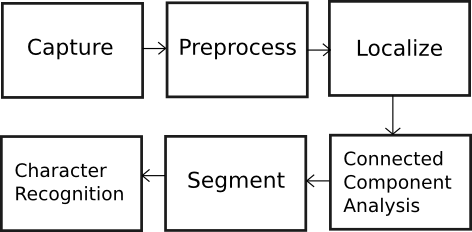 Capture
Preprocess
Localize
Connected
Component
Analysis
Segment
Character
Recognition